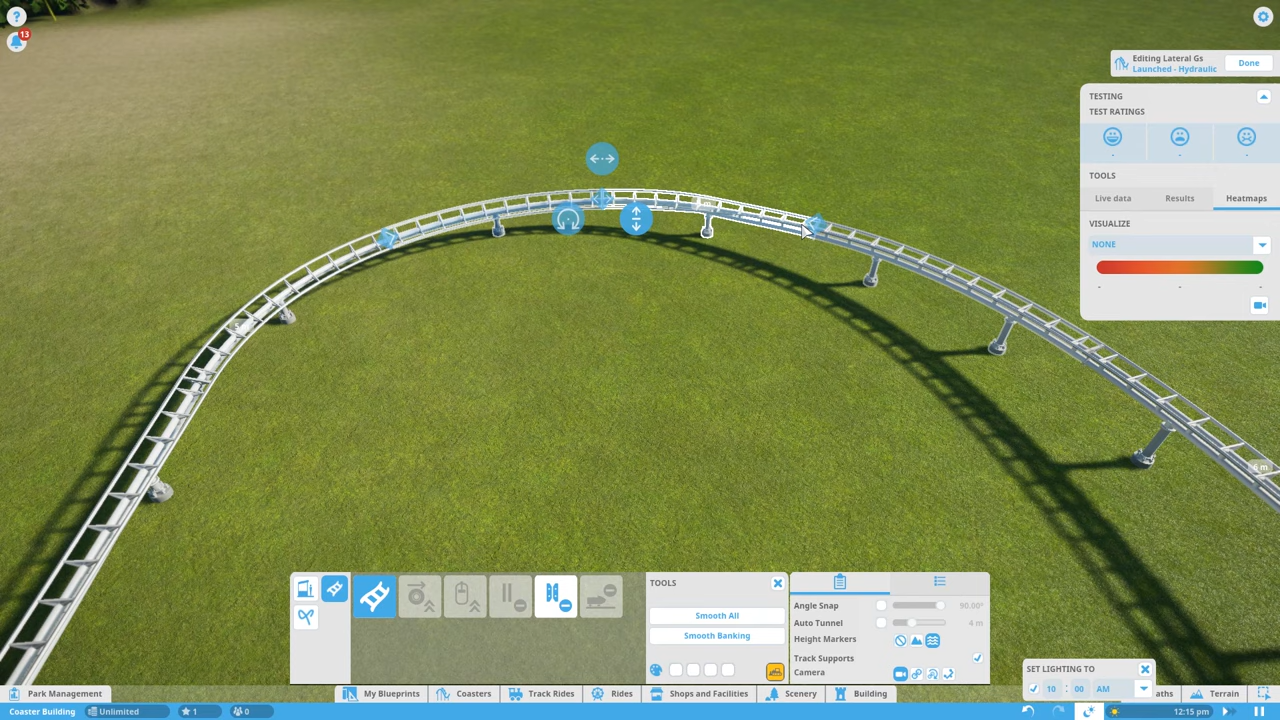 ?
13
Editing Lateral Gs
Launched - Hydraulic
Done
TESTING
TEST RATINGS
- - -
TOOLS
Live data Results Heatmaps
VISUALIZE
NONE
- - -
6 m
TOOLS
Smooth All
Smooth Banking
Angle Snap 90.00°
Auto Tunnel 4 m
Height Markers
Track Supports
Camera
SET LIGHTING TO
10 : 00 AM
Park Management My Blueprints Coasters Track Rides Rides Shops and Facilities Scenery Building aths Terrain
Coaster Building Unlimited 1 0 12:15 pm